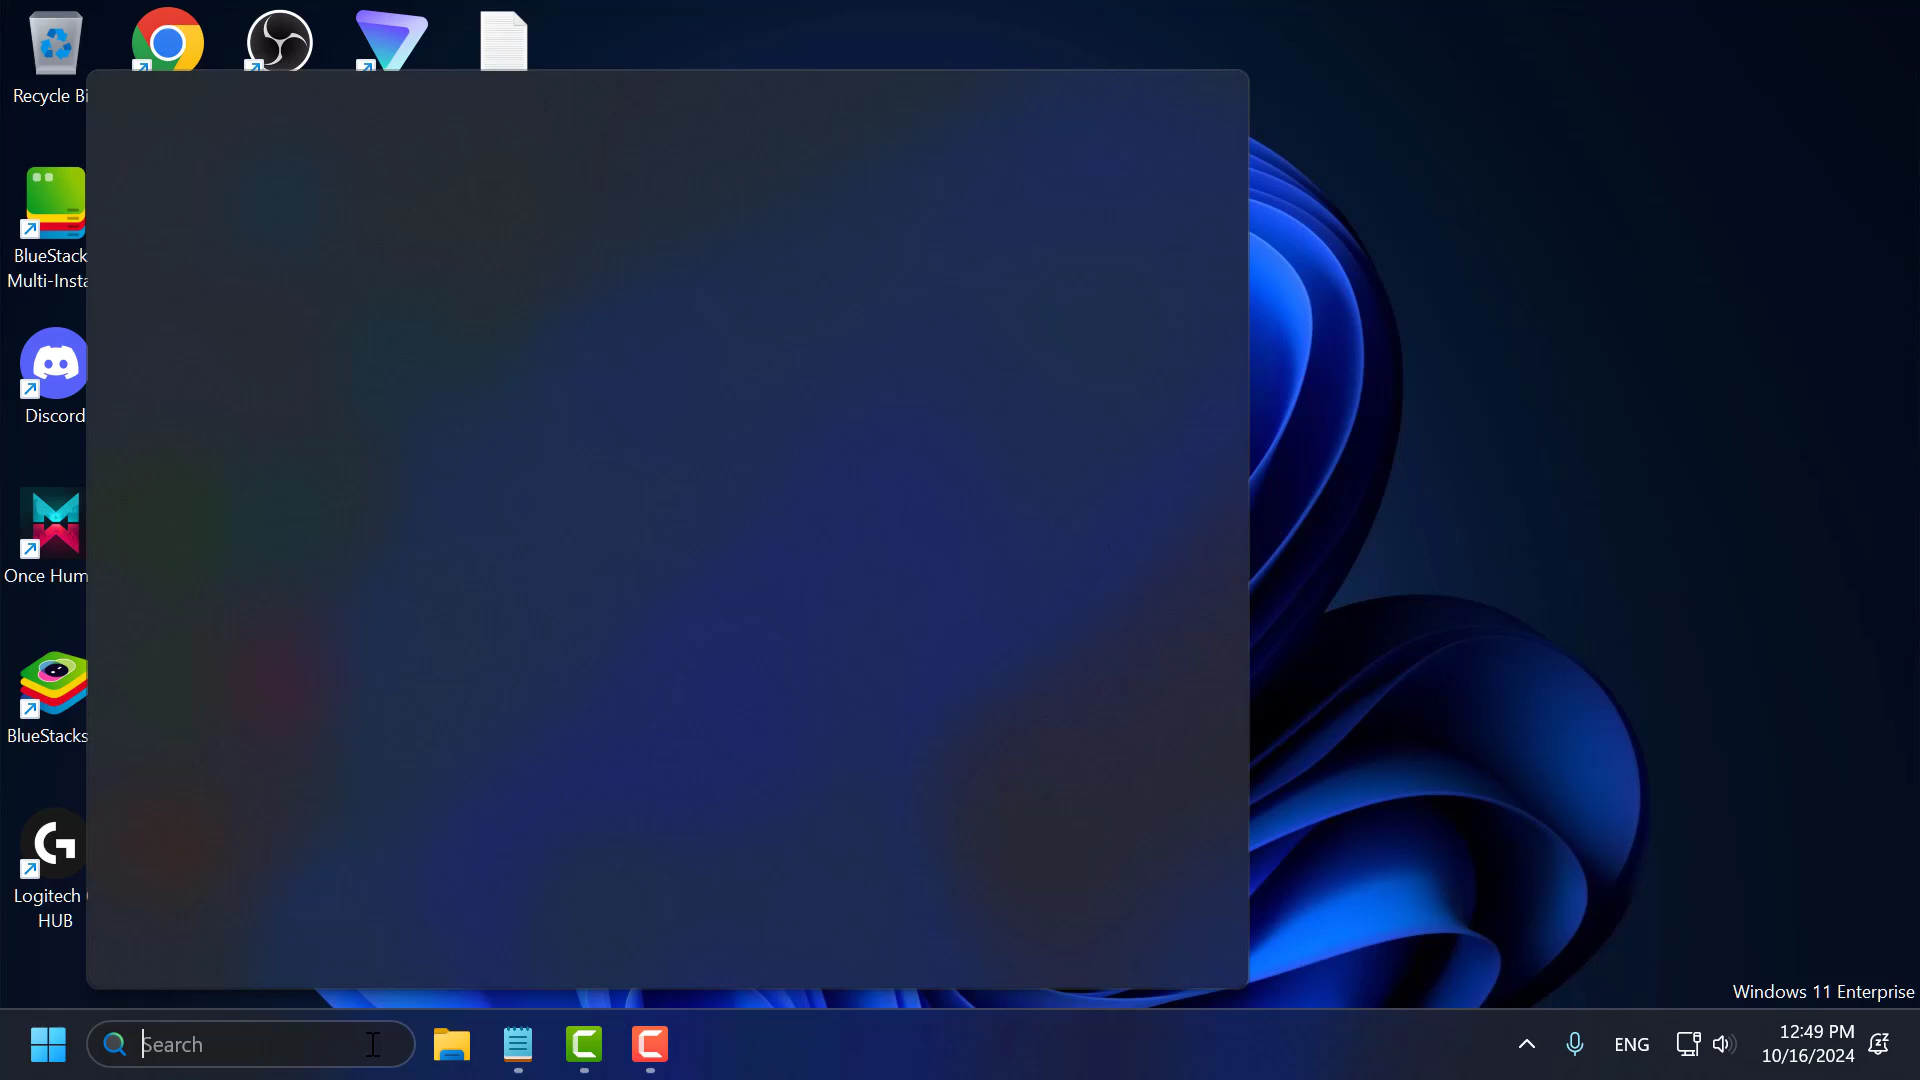 Recycle Bi
BlueStack
Multi-Insta
Discord
Once Hum
BlueStacks
Logitech
HUB
Windows 11 Enterprise
Search
ENG
12:49 PM
10/16/2024